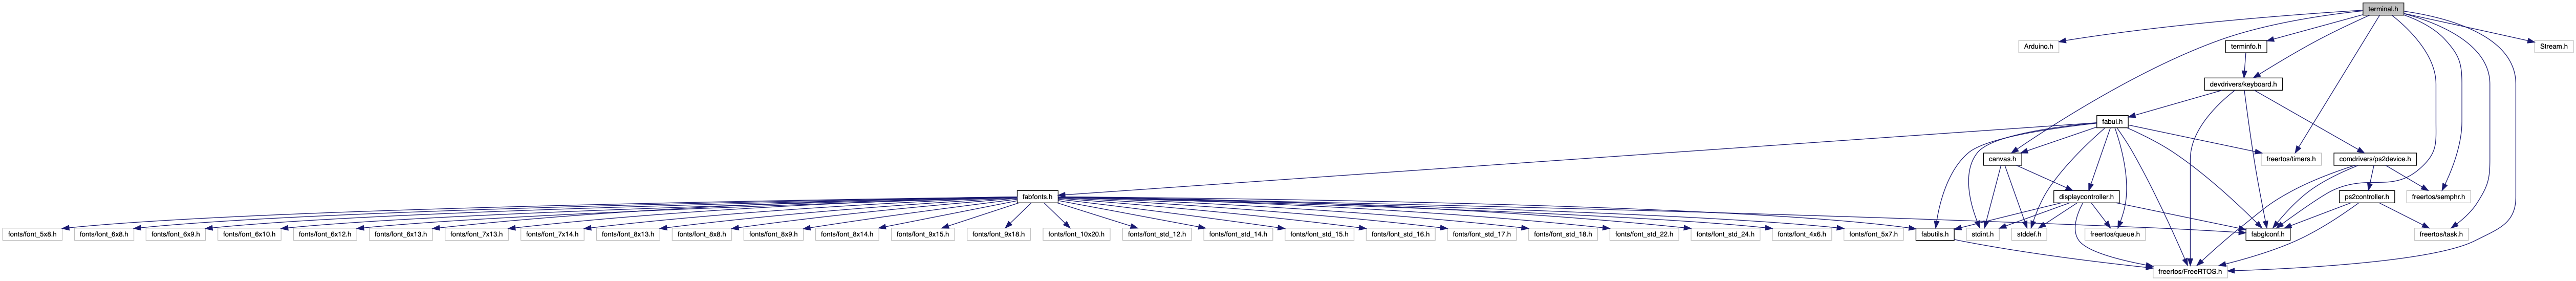 terminal.h
Arduino.h
terminfo.h
Stream.h
devdrivers/keyboard.h
fabui.h
canvas.h
freertos/timers.h
comdrivers/ps2device.h
fabfonts.h
displaycontroller.h
ps2controller.h
freertos/semphr.h
fonts/font_5x8.h
fonts/font_6x8.h
fonts/font_6x9.h
fonts/font_6x10.h
fonts/font_6x12.h
fonts/font_6x13.h
fonts/font_7x13.h
fonts/font_7x14.h
fonts/font_8x13.h
fonts/font_8x8.h
fonts/font_8x9.h
fonts/font_8x14.h
fonts/font_9x15.h
fonts/font_9x18.h
fonts/font_10x20.h
fonts/font_std_12.h
fonts/font_std_14.h
fonts/font_std_15.h
fonts/font_std_16.h
fonts/font_std_17.h
fonts/font_std_18.h
fonts/font_std_22.h
fonts/font_std_24.h
fonts/font_4x6.h
fonts/font_5x7.h
fabutils.h
stdint.h
stddef.h
freertos/queue.h
fabglconf.h
freertos/task.h
freertos/FreeRTOS.h